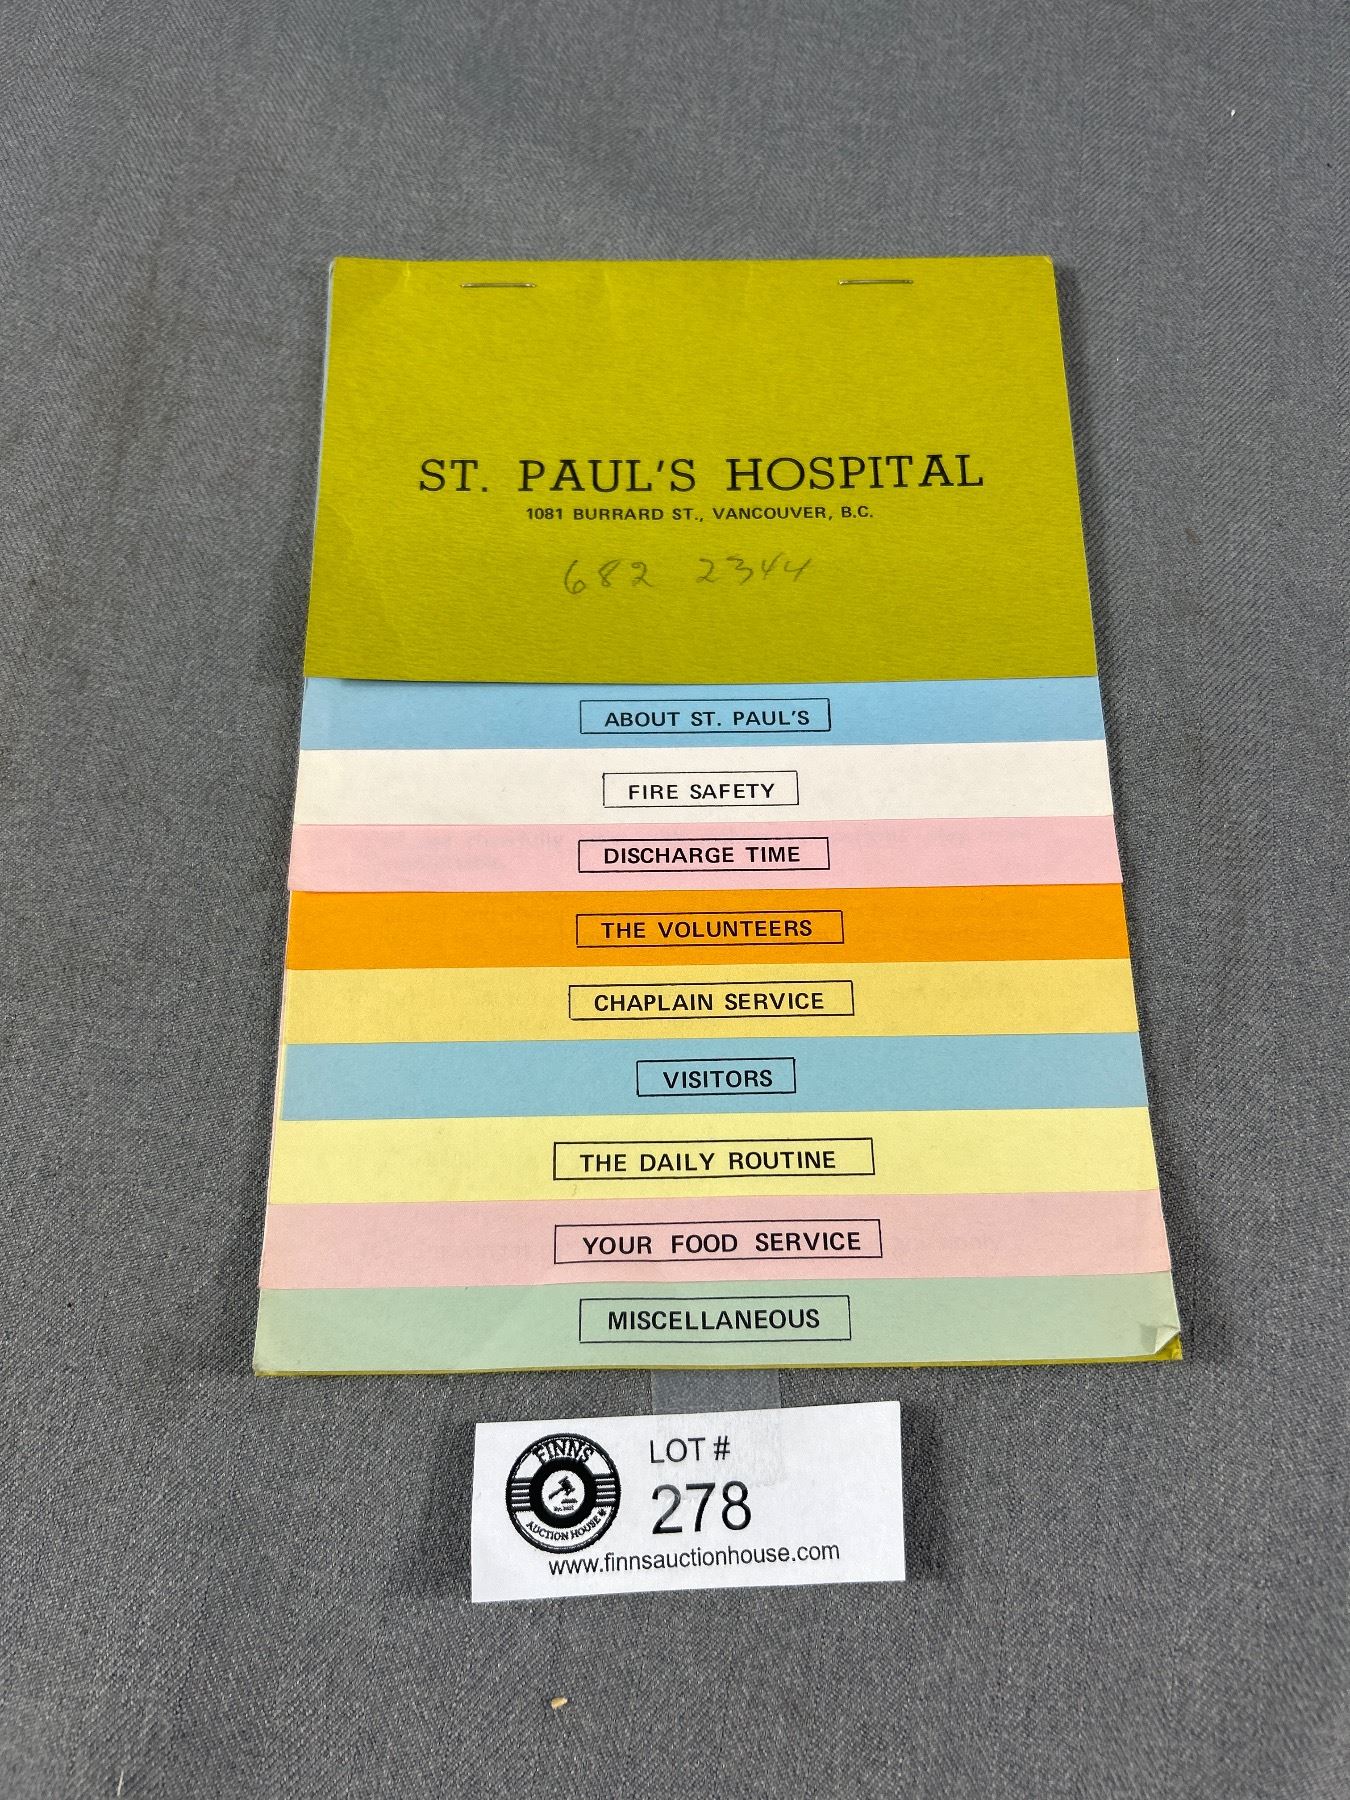 ST. PAUL'S HOSPITAL
1081 BURRARD ST., VANCOUVER, B.C.
682 2344
ABOUT ST. PAUL'S
FIRE SAFETY
DISCHARGE TIME
THE VOLUNTEERS
CHAPLAIN SERVICE
VISITORS
THE DAILY ROUTINE
YOUR FOOD SERVICE
MISCELLANEOUS
FINNS
AUCTION HOUSE
LOT #
278
www.finnsauctionhouse.com